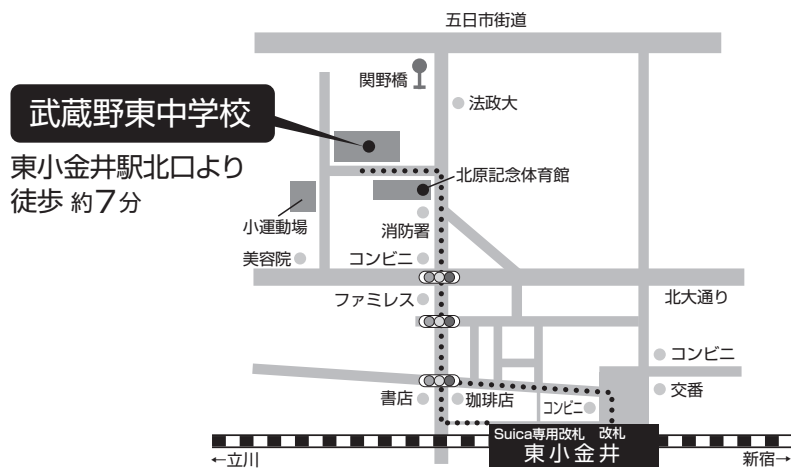 五日市街道
関野橋
法政大
武蔵野東中学校
東小金井駅北口より
徒歩 約7分
北原記念体育館
小運動場
消防署
美容院
コンビニ
ファミレス
北大通り
コンビニ
交番
書店
珈琲店
コンビニ
Suica専用改札 改札
東小金井
←立川
新宿→